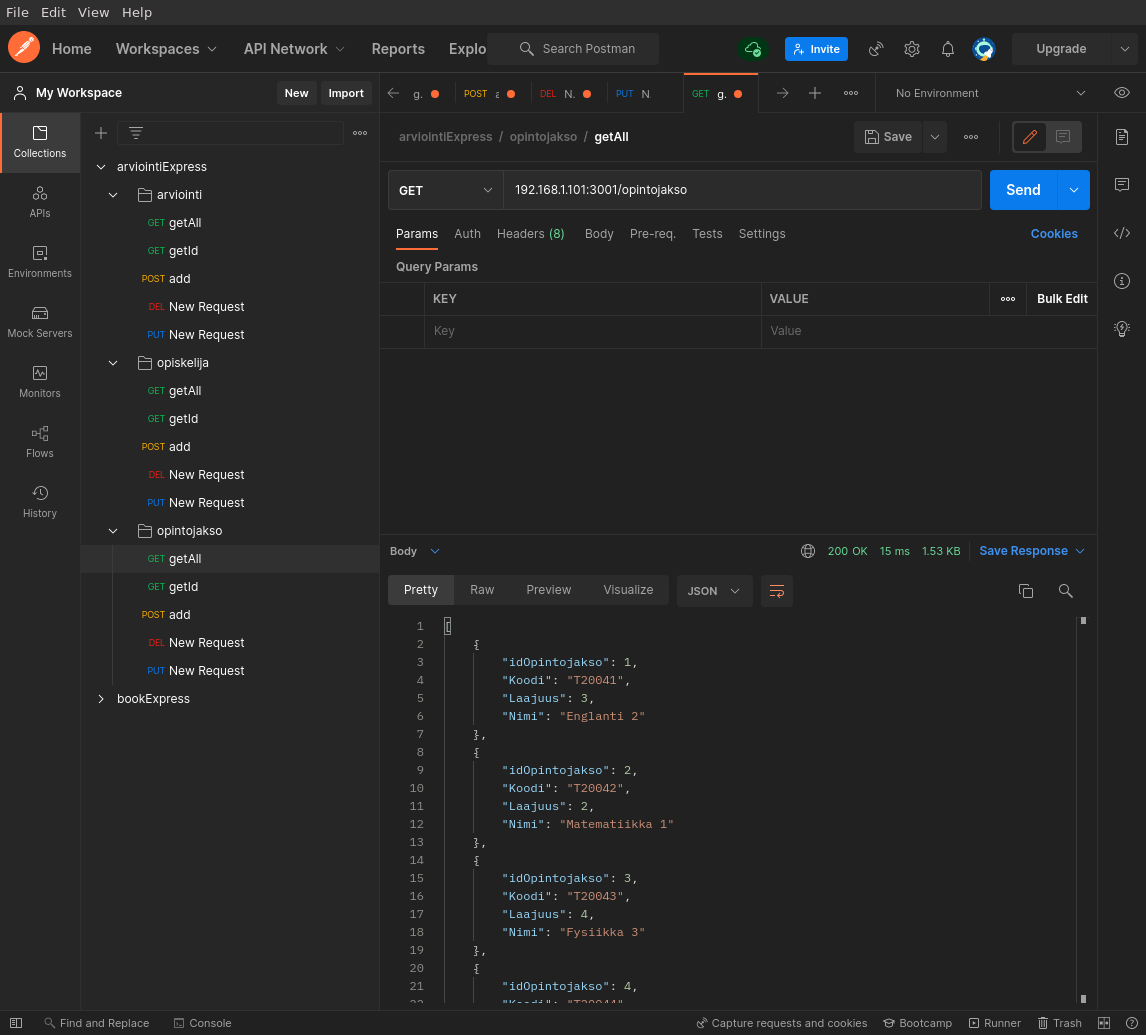 File Edit View Help
Home Workspaces API Network Reports Explo Search Postman Invite Upgrade
My Workspace New Import
g. POST DEL N. PUT N. GET g. No Environment
arviointiExpress / opintojakso / getAll Save
Collections
APIs
Environments
Mock Servers
Monitors
Flows
History
arviointiExpress
arviointi
GET getAll
GET getId
POST add
DEL New Request
PUT New Request
opiskelija
GET getAll
GET getId
POST add
DEL New Request
PUT New Request
opintojakso
GET getAll
GET getId
POST add
DEL New Request
PUT New Request
bookExpress
GET 192.168.1.101:3001/opintojakso Send
Params Auth Headers (8) Body Pre-req. Tests Settings Cookies
Query Params
KEY VALUE Bulk Edit
Key Value
Body 200 OK 15 ms 1.53 KB Save Response
Pretty Raw Preview Visualize JSON
1 [
2 {
3 "idOpintojakso": 1,
4 "Koodi": "T20041",
5 "Laajuus": 3,
6 "Nimi": "Englanti 2"
7 },
8 {
9 "idOpintojakso": 2,
10 "Koodi": "T20042",
11 "Laajuus": 2,
12 "Nimi": "Matematiikka 1"
13 },
14 {
15 "idOpintojakso": 3,
16 "Koodi": "T20043",
17 "Laajuus": 4,
18 "Nimi": "Fysiikka 3"
19 },
20 {
21 "idOpintojakso": 4,
22 "Koodi": "T20044",
Find and Replace Console Capture requests and cookies Bootcamp Runner Trash